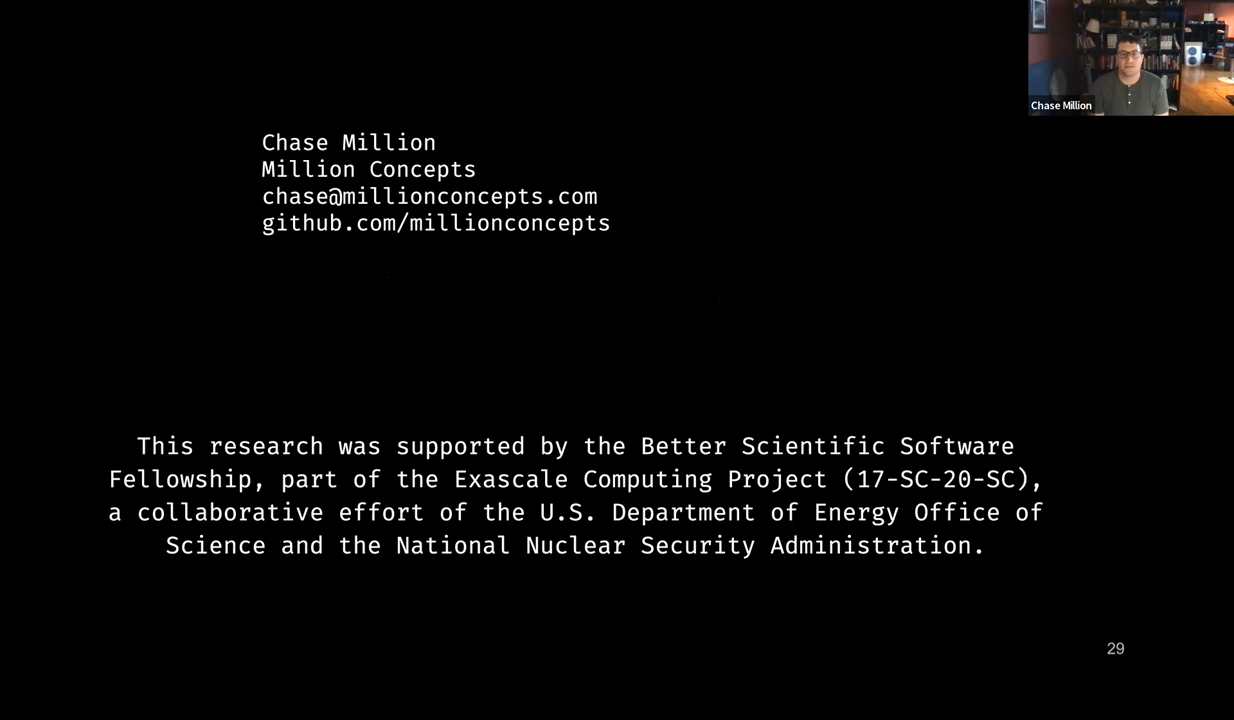 Chase Million
Chase Million
Million Concepts
chase@millionconcepts.com
github.com/millionconcepts
This research was supported by the Better Scientific Software
Fellowship, part of the Exascale Computing Project (17-SC-20-SC),
a collaborative effort of the U.S. Department of Energy Office of
Science and the National Nuclear Security Administration.
29